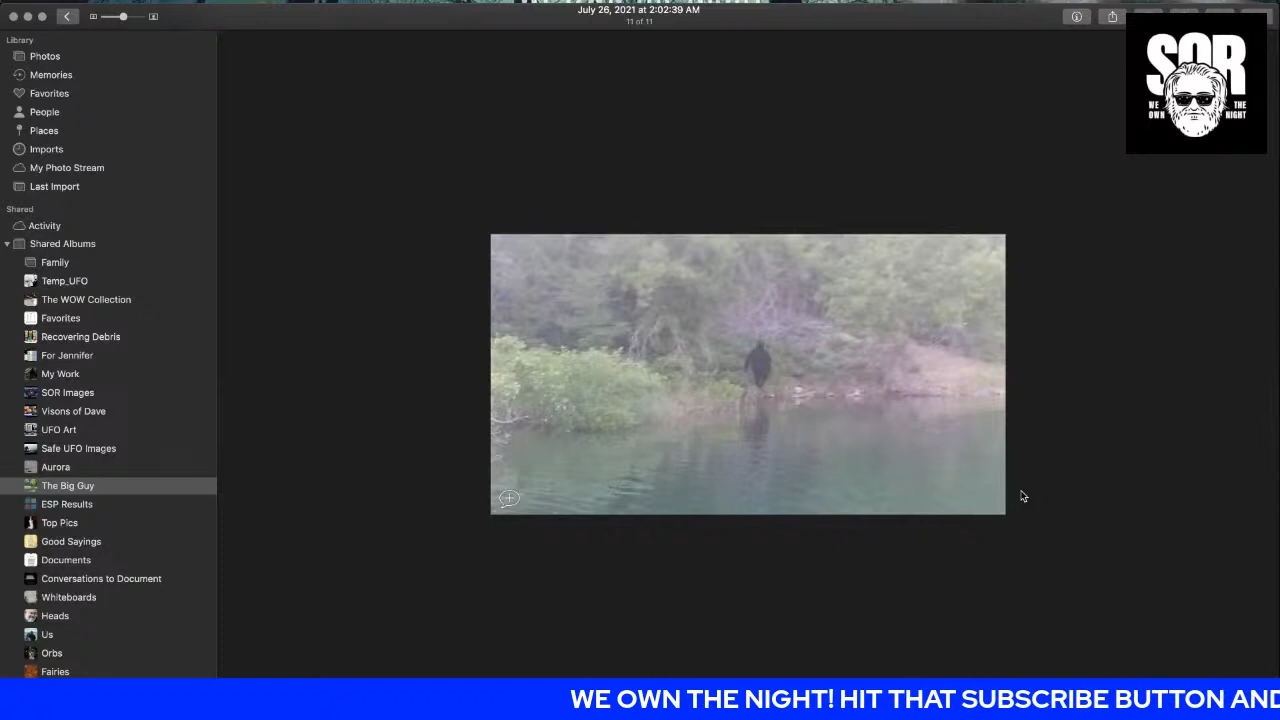 July 26, 2021 at 2:02:39 AM
11 of 11
SOR
WE OWN THE NIGHT
Library
Photos
Memories
Favorites
People
Places
Imports
My Photo Stream
Last Import
Shared
Activity
Shared Albums
Family
Temp_UFO
The WOW Collection
Favorites
Recovering Debris
For Jennifer
My Work
SOR Images
Visons of Dave
UFO Art
Safe UFO Images
Aurora
The Big Guy
ESP Results
Top Pics
Good Sayings
Documents
Conversations to Document
Whiteboards
Heads
Us
Orbs
Fairies
WE OWN THE NIGHT! HIT THAT SUBSCRIBE BUTTON AND